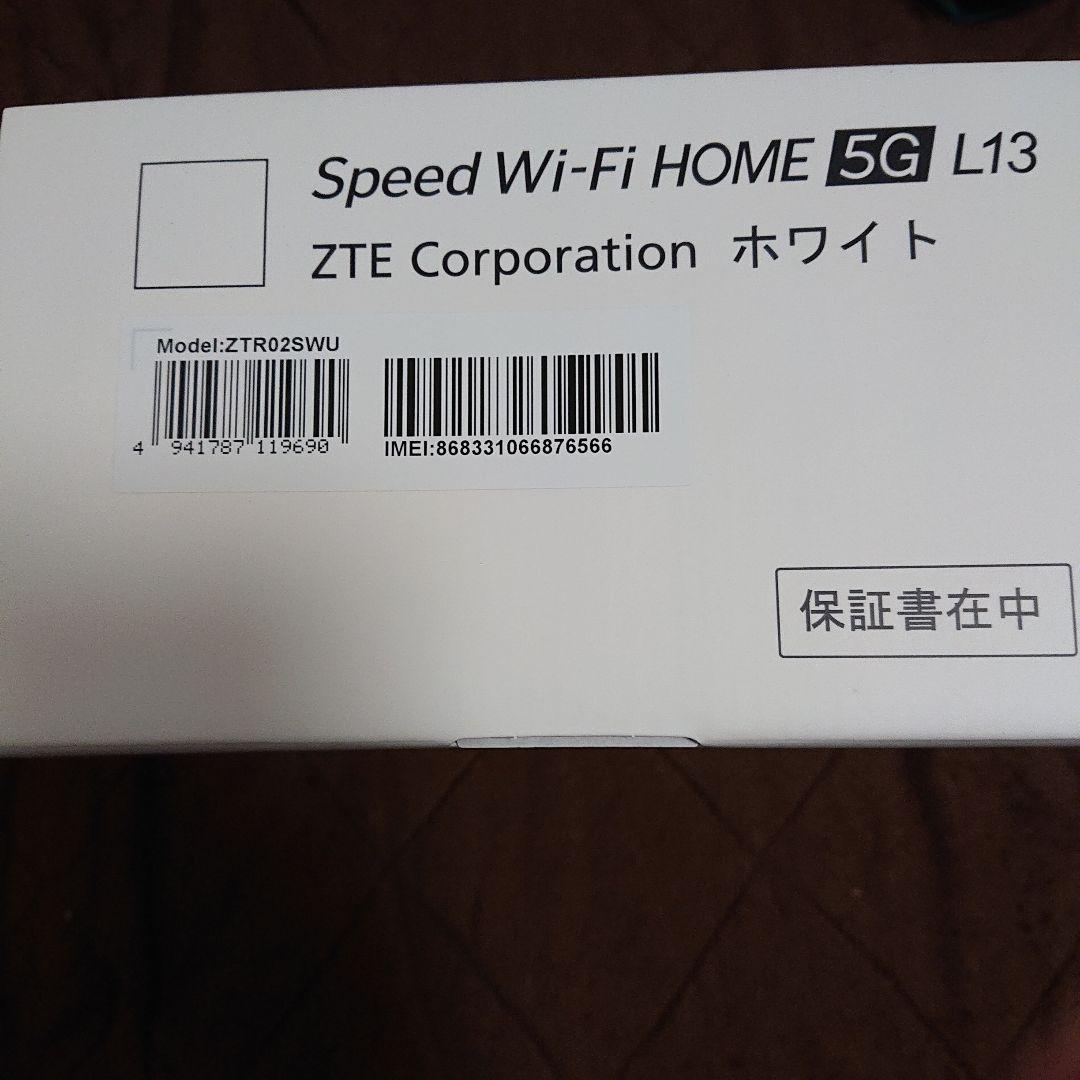 Speed Wi-Fi HOME 5G L13
ZTE Corporation ホワイト
Model:ZTR02SWU
4 941787 119690
IMEI:868331066876566
保証書在中